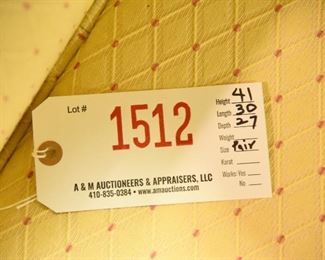 Lot #
1512
Height 41
Length 30
Depth 27
Weight
Size Pair
Karat
Works: Yes
No
A & M AUCTIONEERS & APPRAISERS, LLC
410-835-0384 • www.amauctions.com